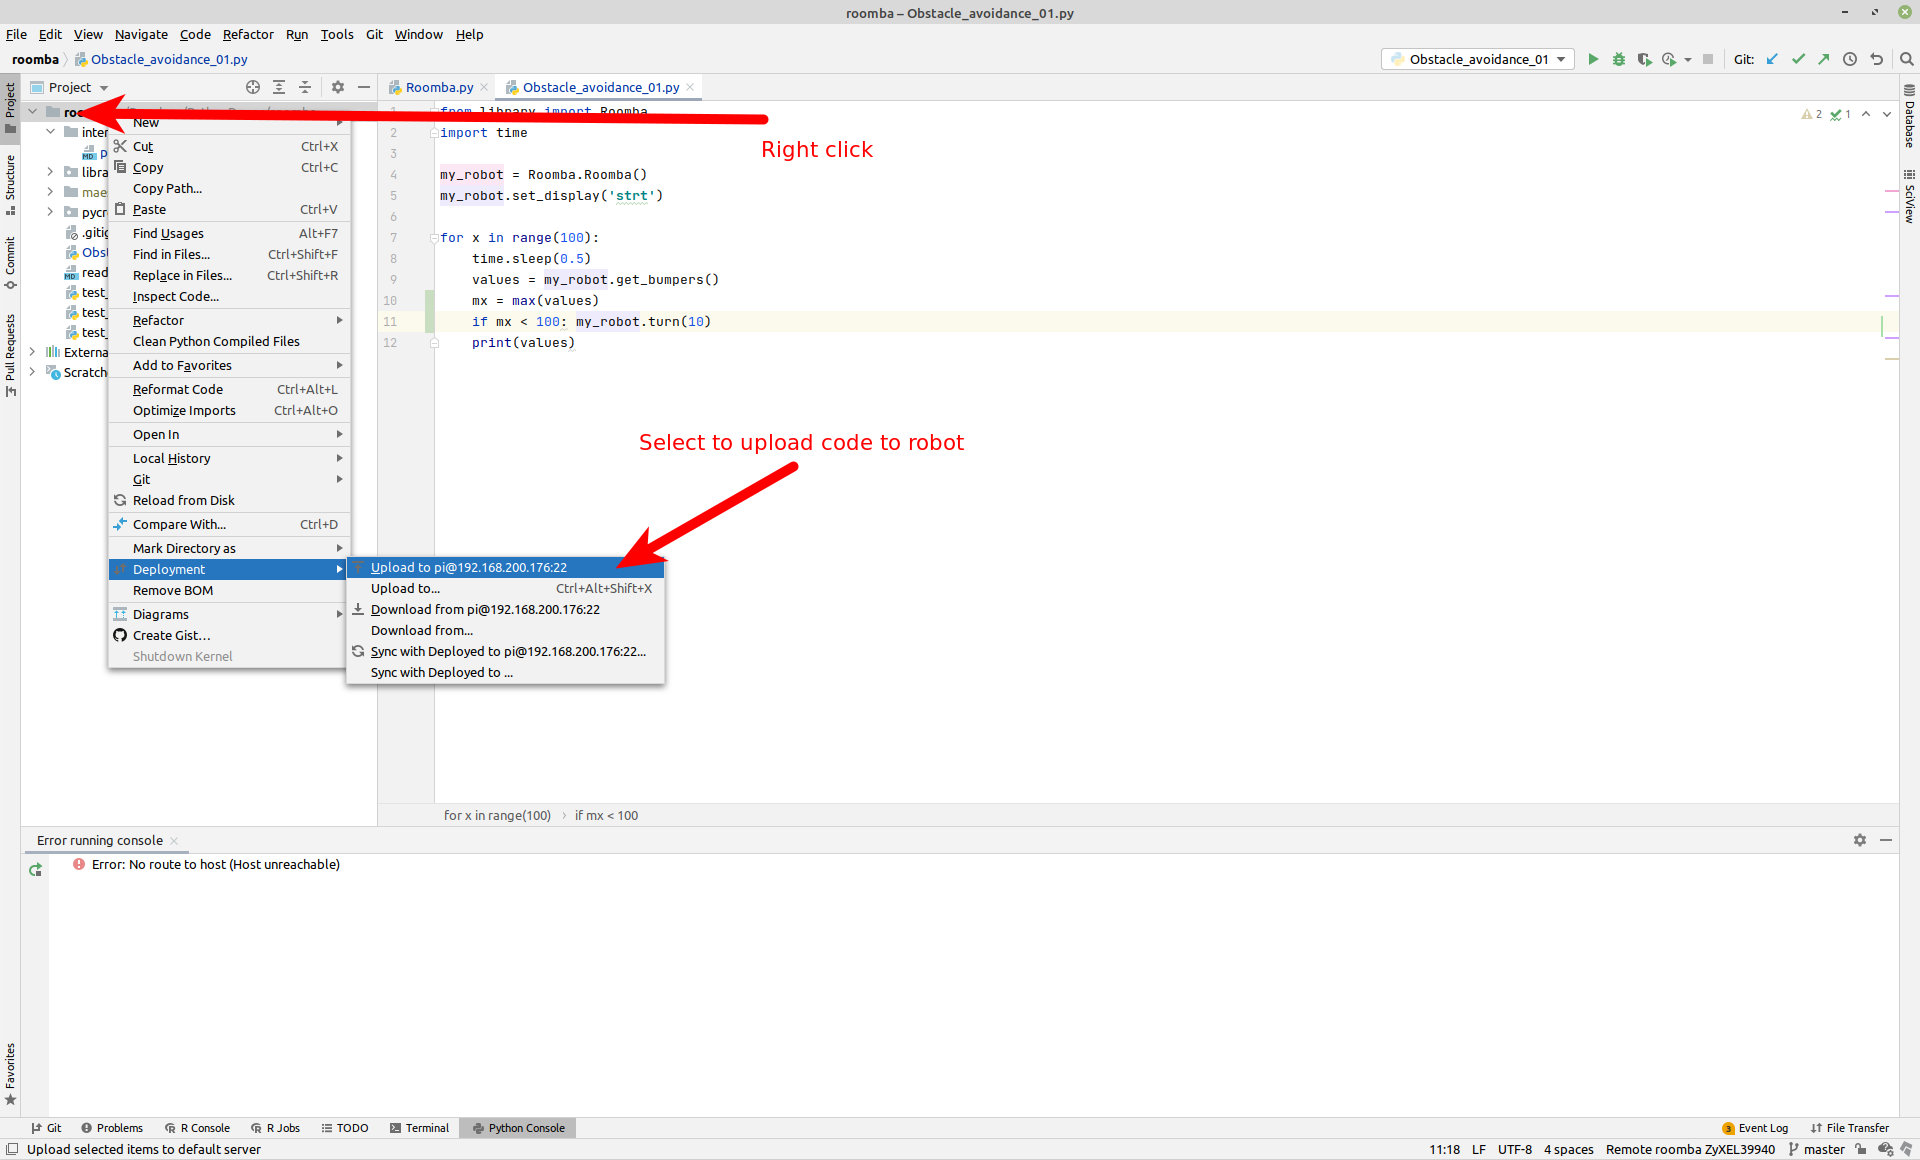 roomba – Obstacle_avoidance_01.py
File Edit View Navigate Code Refactor Run Tools Git Window Help
roomba Obstacle_avoidance_01.py Obstacle_avoidance_01 Git:
Project Roomba.py Obstacle_avoidance_01.py
Project
Structure
Commit
Pull Requests
Favorites
Database
SciView
roo
inter
p
libra
mae
pycr
.gitig
Obst
read
test_
test_
test_
Externa
Scratch
New
Cut Ctrl+X
Copy Ctrl+C
Copy Path...
Paste Ctrl+V
Find Usages Alt+F7
Find in Files... Ctrl+Shift+F
Replace in Files... Ctrl+Shift+R
Inspect Code...
Refactor
Clean Python Compiled Files
Add to Favorites
Reformat Code Ctrl+Alt+L
Optimize Imports Ctrl+Alt+O
Open In
Local History
Git
Reload from Disk
Compare With... Ctrl+D
Mark Directory as
Deployment
Remove BOM
Diagrams
Create Gist...
Shutdown Kernel
Upload to pi@192.168.200.176:22
Upload to... Ctrl+Alt+Shift+X
Download from pi@192.168.200.176:22
Download from...
Sync with Deployed to pi@192.168.200.176:22...
Sync with Deployed to ...
1 from library import Roomba
2 import time
3
4 my_robot = Roomba.Roomba()
5 my_robot.set_display('strt')
6
7 for x in range(100):
8 time.sleep(0.5)
9 values = my_robot.get_bumpers()
10 mx = max(values)
11 if mx < 100: my_robot.turn(10)
12 print(values)
2 1
Right click
Select to upload code to robot
for x in range(100) › if mx < 100
Error running console
Error: No route to host (Host unreachable)
Git Problems R Console R Jobs TODO Terminal Python Console 3 Event Log File Transfer
Upload selected items to default server 11:18 LF UTF-8 4 spaces Remote roomba ZyXEL39940 master